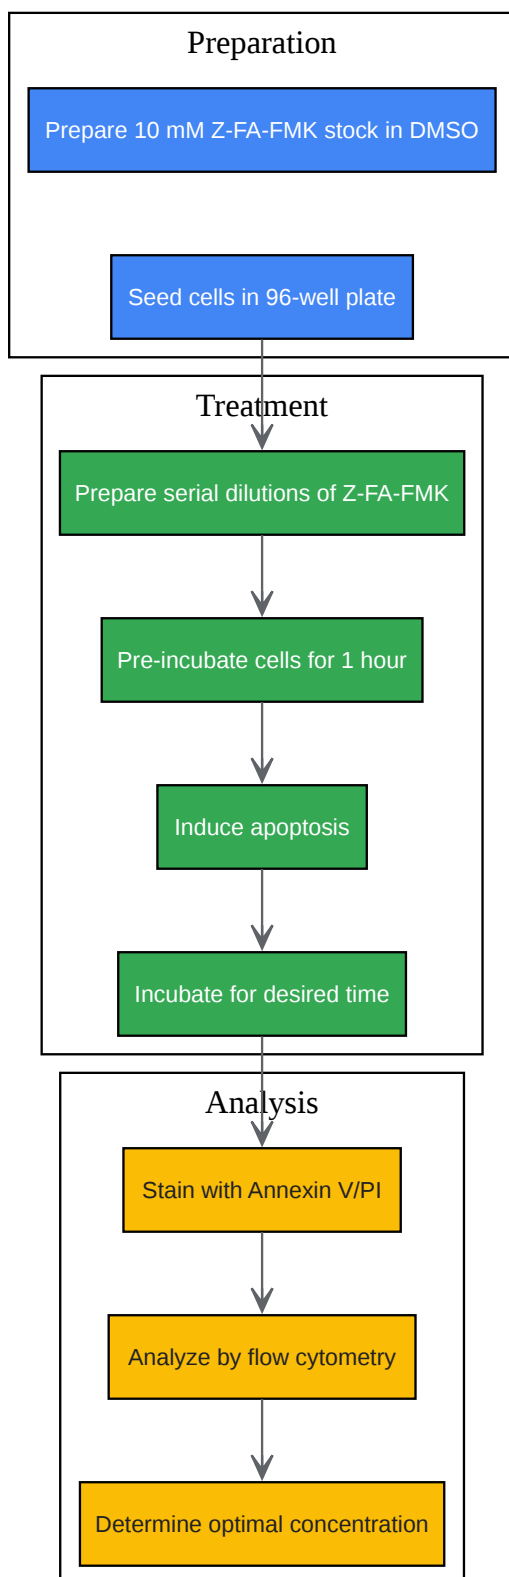 Preparation
Prepare 10 mM Z-FA-FMK stock in DMSO
Seed cells in 96-well plate
Treatment
Prepare serial dilutions of Z-FA-FMK
Pre-incubate cells for 1 hour
Induce apoptosis
Incubate for desired time
Analysis
Stain with Annexin V/PI
Analyze by flow cytometry
Determine optimal concentration